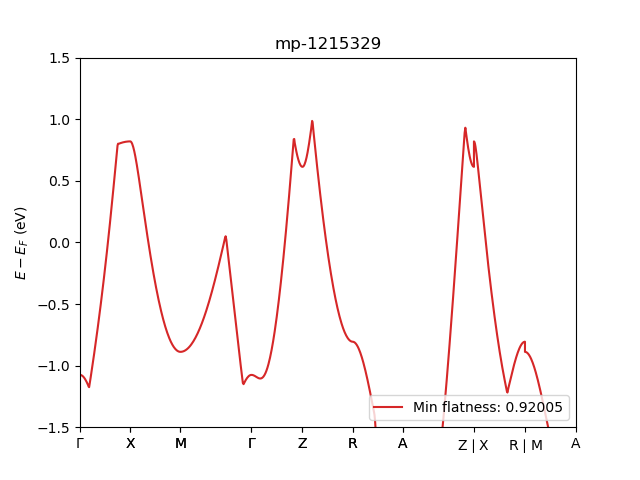 mp-1215329
E − E_F (eV)
1.5
1.0
0.5
0.0
−0.5
−1.0
−1.5
Min flatness: 0.92005
Γ X M Γ Z R A Z | X R | M A